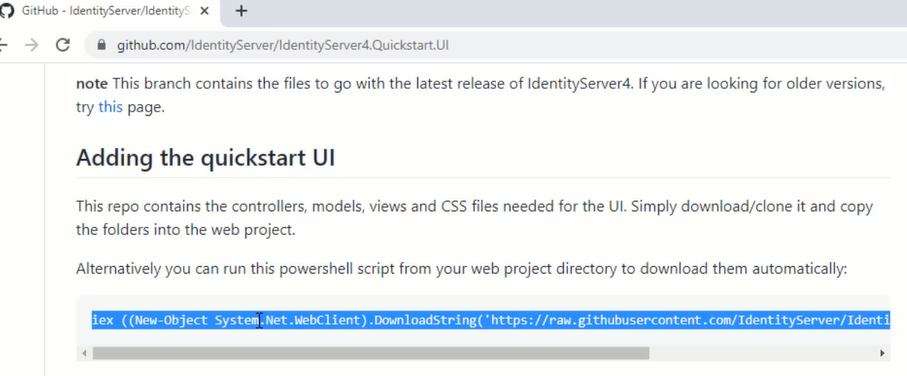 GitHub - IdentityServer/IdentityS
github.com/IdentityServer/IdentityServer4.Quickstart.UI
note This branch contains the files to go with the latest release of IdentityServer4. If you are looking for older versions,
try this page.
Adding the quickstart UI
This repo contains the controllers, models, views and CSS files needed for the UI. Simply download/clone it and copy
the folders into the web project.
Alternatively you can run this powershell script from your web project directory to download them automatically:
iex ((New-Object System.Net.WebClient).DownloadString('https://raw.githubusercontent.com/IdentityServer/Identi